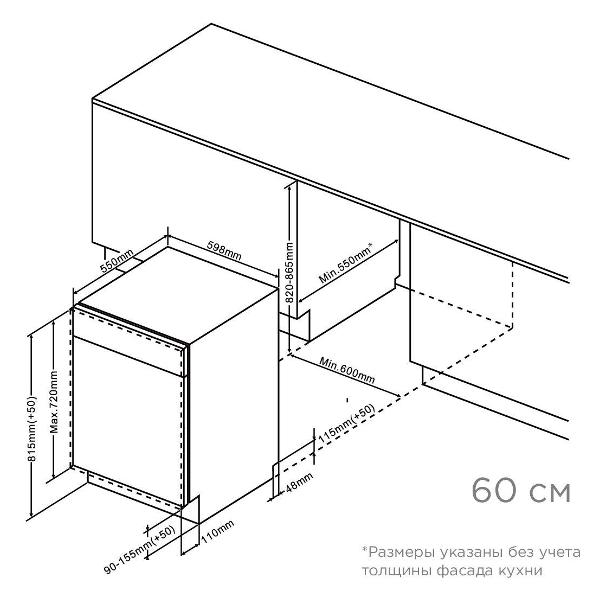 550mm
598mm
820-865mm
Min.550mm*
Min.600mm
815mm(+50)
Max.720mm
115mm(+50)
48mm
90-155mm(+50)
110mm
60 см
*Размеры указаны без учета
толщины фасада кухни